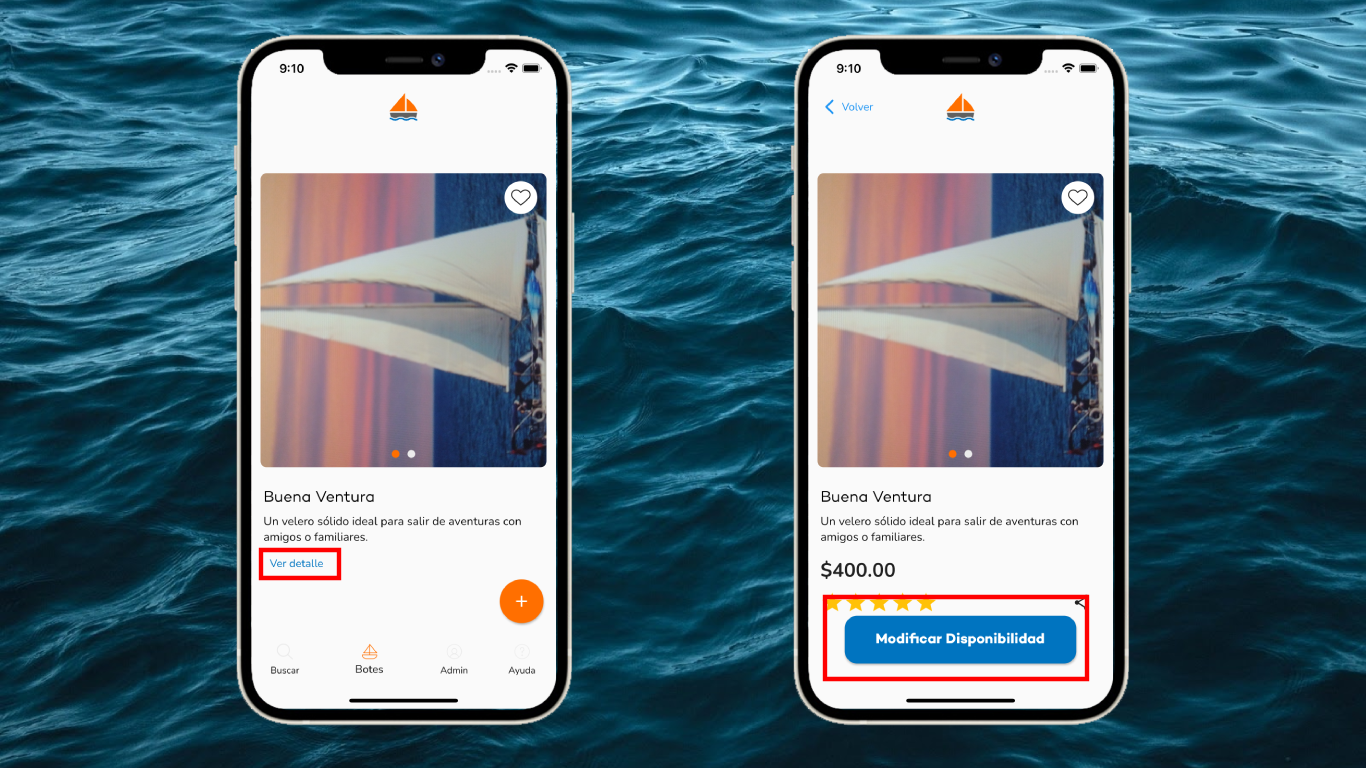 9:10
Buena Ventura
Un velero sólido ideal para salir de aventuras con
amigos o familiares.
Ver detalle
+
Buscar
Botes
Admin
Ayuda
9:10
Volver
Buena Ventura
Un velero sólido ideal para salir de aventuras con
amigos o familiares.
$400.00
Modificar Disponibilidad